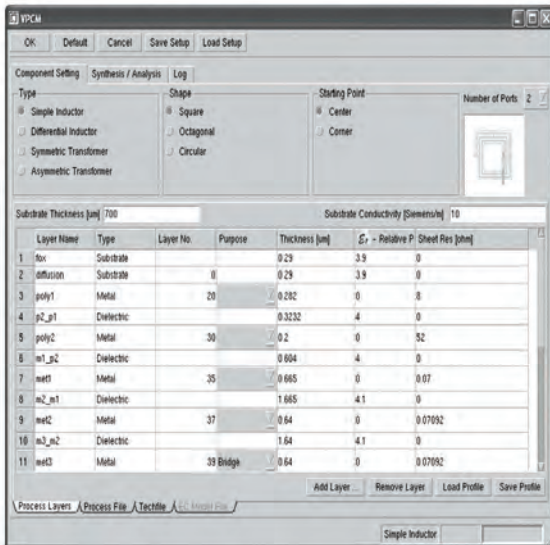 VPCM
OK Default Cancel Save Setup Load Setup
Component Setting Synthesis / Analysis Log
Type Shape Starting Point Number of Ports 2
Simple Inductor Square Center
Differential Inductor Octagonal Corner
Symmetric Transformer Circular
Asymmetric Transformer
Substrate Thickness [um] 700 Substrate Conductivity [Siemens/m] 10
Layer Name Type Layer No. Purpose Thickness [um] εr - Relative P Sheet Res [ohm]
1 fox Substrate 0.29 3.9 0
2 diffusion Substrate 8 0.29 3.9 0
3 poly1 Metal 20 0.282 0 8
4 p2_p1 Dielectric 0.3232 4 0
5 poly2 Metal 30 0.2 0 52
6 m1_p2 Dielectric 0.604 4 0
7 met1 Metal 35 0.665 0 0.07
8 m2_m1 Dielectric 1.665 4.1 0
9 met2 Metal 37 0.64 0 0.07092
10 m3_m2 Dielectric 1.64 4.1 0
11 met3 Metal 39 Bridge 0.64 0 0.07092
Add Layer ... Remove Layer Load Profile Save Profile
Process Layers Process File Techfile EC Model File
Simple Inductor